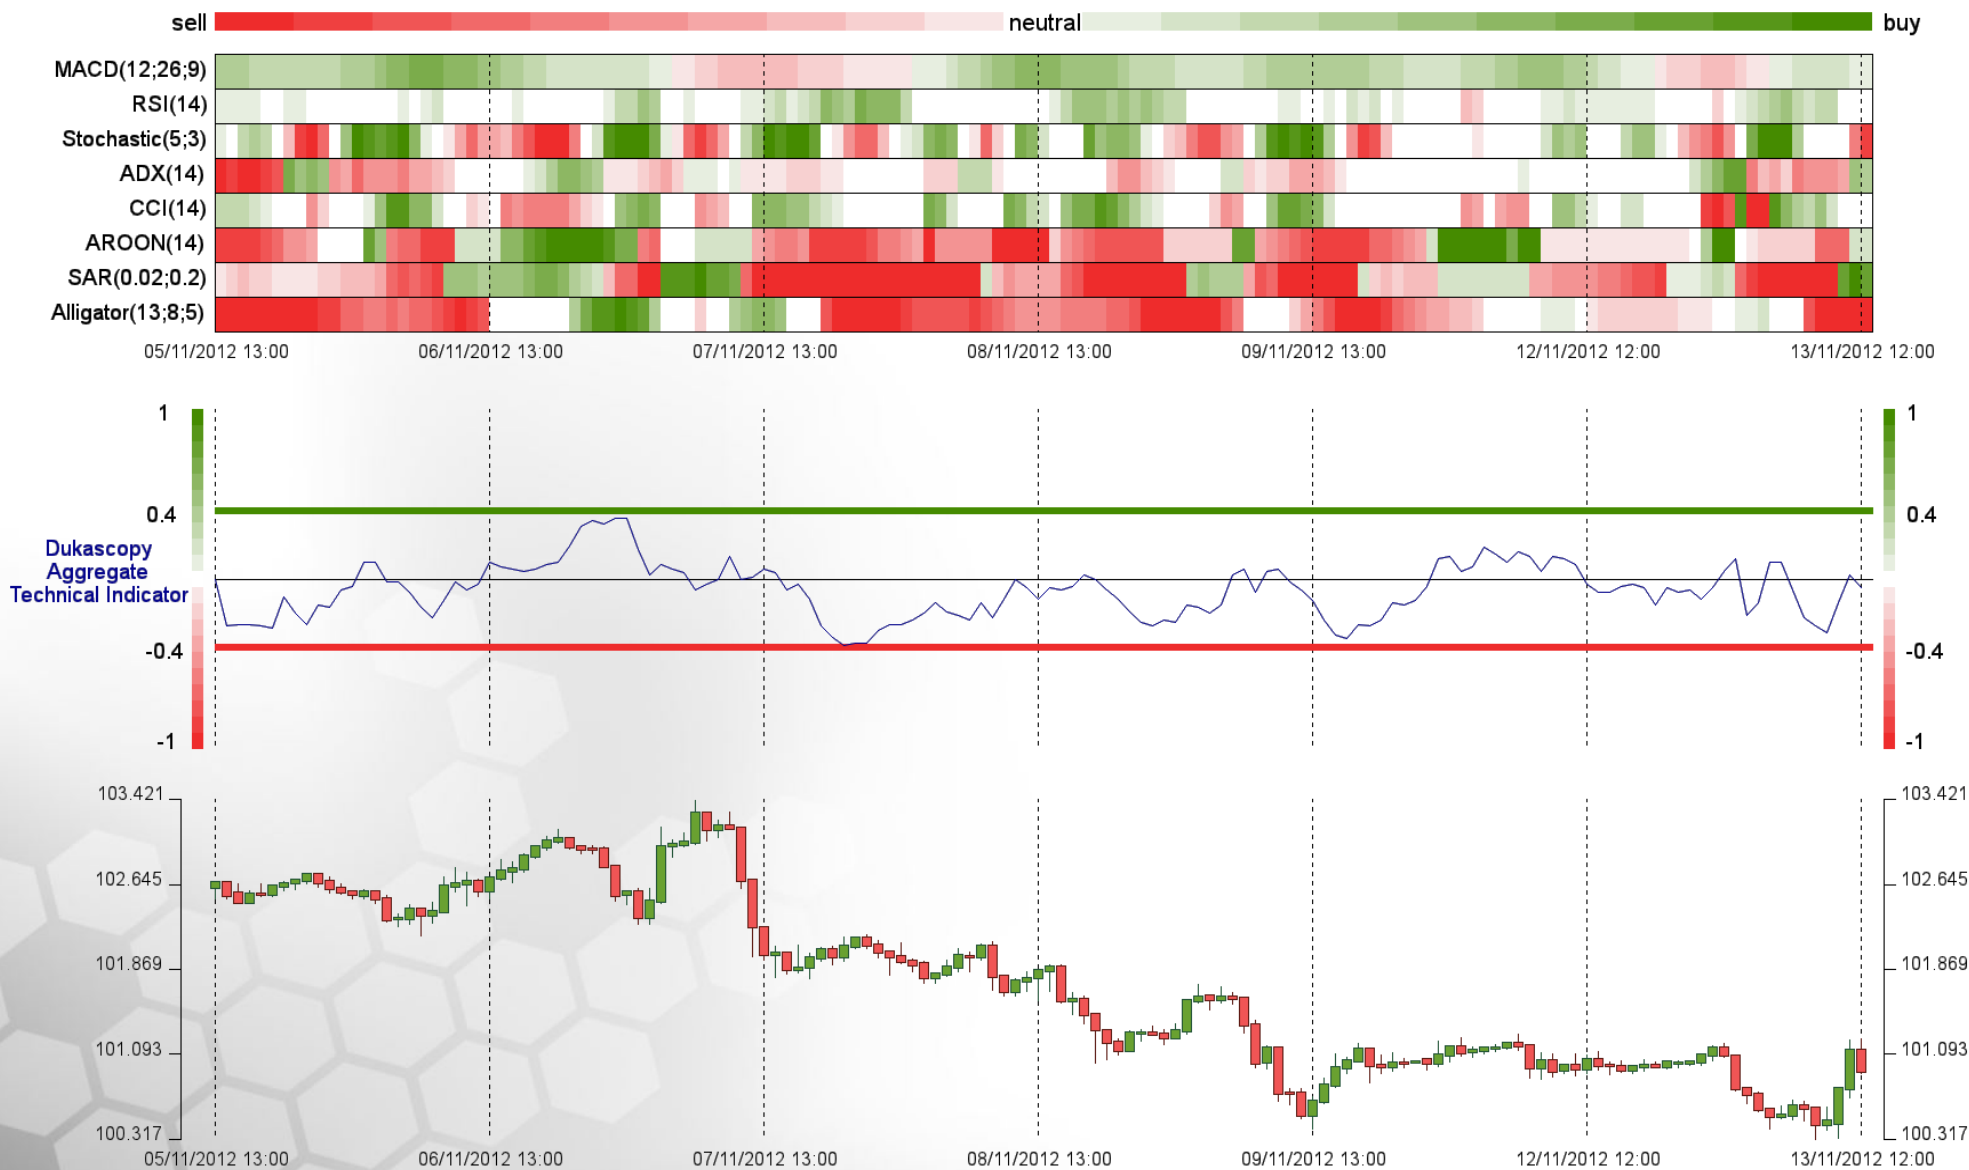 sell neutral buy
MACD(12;26;9)
RSI(14)
Stochastic(5;3)
ADX(14)
CCI(14)
AROON(14)
SAR(0.02;0.2)
Alligator(13;8;5)
05/11/2012 13:00 06/11/2012 13:00 07/11/2012 13:00 08/11/2012 13:00 09/11/2012 13:00 12/11/2012 12:00 13/11/2012 12:00
1 1
0.4 0.4
Dukascopy
Aggregate
Technical Indicator
-0.4 -0.4
-1 -1
103.421 103.421
102.645 102.645
101.869 101.869
101.093 101.093
100.317 100.317
05/11/2012 13:00 06/11/2012 13:00 07/11/2012 13:00 08/11/2012 13:00 09/11/2012 13:00 12/11/2012 12:00 13/11/2012 12:00